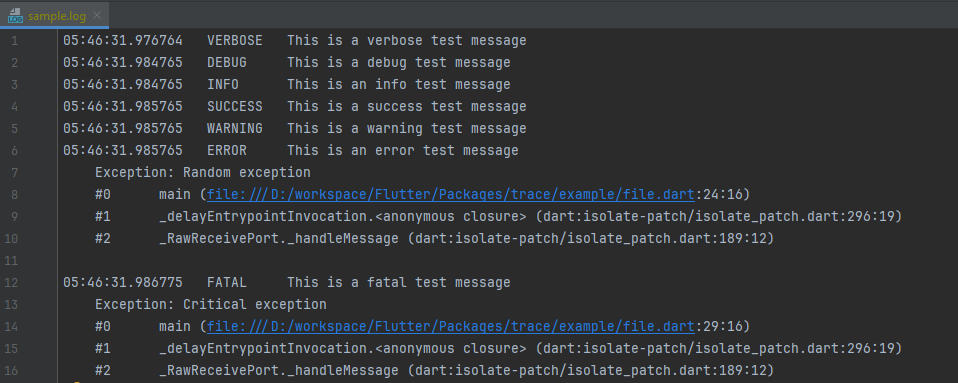 sample.log
LOG
1 05:46:31.976764 VERBOSE This is a verbose test message
2 05:46:31.984765 DEBUG This is a debug test message
3 05:46:31.984765 INFO This is an info test message
4 05:46:31.985765 SUCCESS This is a success test message
5 05:46:31.985765 WARNING This is a warning test message
6 05:46:31.985765 ERROR This is an error test message
7 Exception: Random exception
8 #0 main (file:///D:/workspace/Flutter/Packages/trace/example/file.dart:24:16)
9 #1 _delayEntrypointInvocation.<anonymous closure> (dart:isolate-patch/isolate_patch.dart:296:19)
10 #2 _RawReceivePort._handleMessage (dart:isolate-patch/isolate_patch.dart:189:12)
11
12 05:46:31.986775 FATAL This is a fatal test message
13 Exception: Critical exception
14 #0 main (file:///D:/workspace/Flutter/Packages/trace/example/file.dart:29:16)
15 #1 _delayEntrypointInvocation.<anonymous closure> (dart:isolate-patch/isolate_patch.dart:296:19)
16 #2 _RawReceivePort._handleMessage (dart:isolate-patch/isolate_patch.dart:189:12)